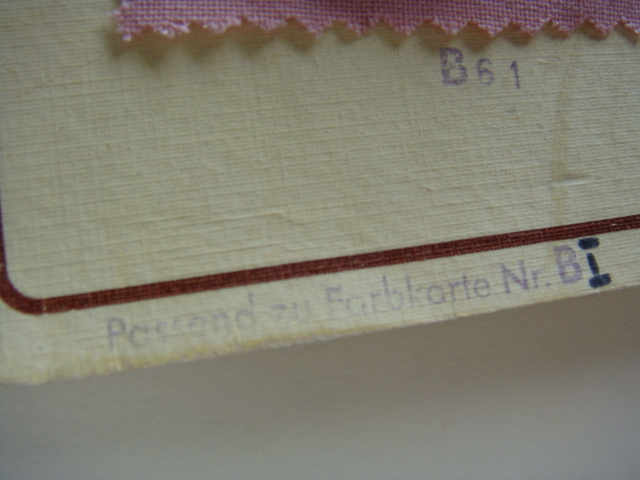 B61
Passend zu Farbkarte Nr. BI